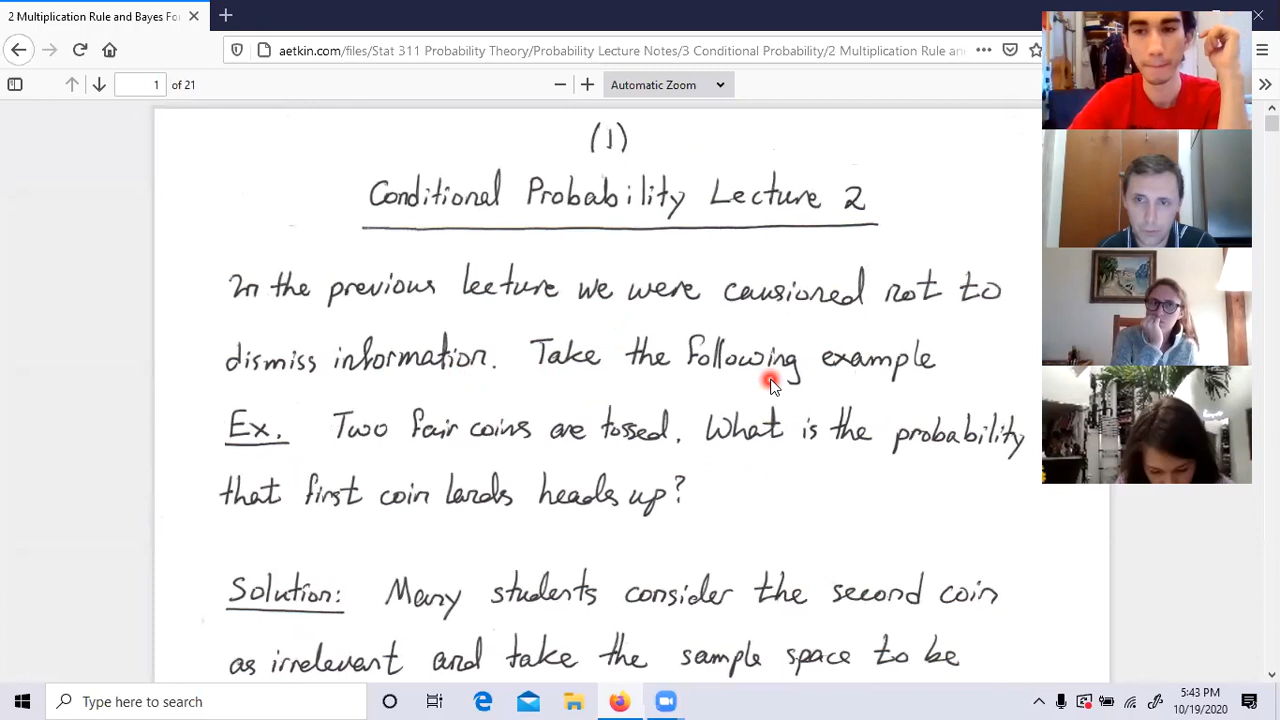 2 Multiplication Rule and Bayes Fo
aetkin.com/files/Stat 311 Probability Theory/Probability Lecture Notes/3 Conditional Probability/2 Multiplication Rule and
1 of 21
Automatic Zoom
(1)
Conditional Probability Lecture 2
In the previous lecture we were causioned not to
dismiss information. Take the following example
Ex. Two fair coins are tossed. What is the probability
that first coin lands heads up?
Solution: Many students consider the second coin
as irrelevant and take the sample space to be
Type here to search
5:43 PM
10/19/2020